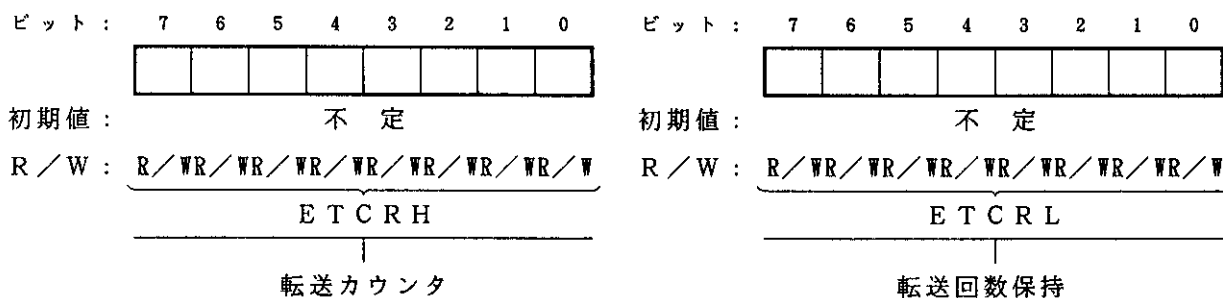 ビット: 7 6 5 4 3 2 1 0
初期値: 不定
R/W: R/W R/W R/W R/W R/W R/W R/W R/W
ETCRH
転送カウンタ
ビット: 7 6 5 4 3 2 1 0
初期値: 不定
R/W: R/W R/W R/W R/W R/W R/W R/W R/W
ETCRL
転送回数保持